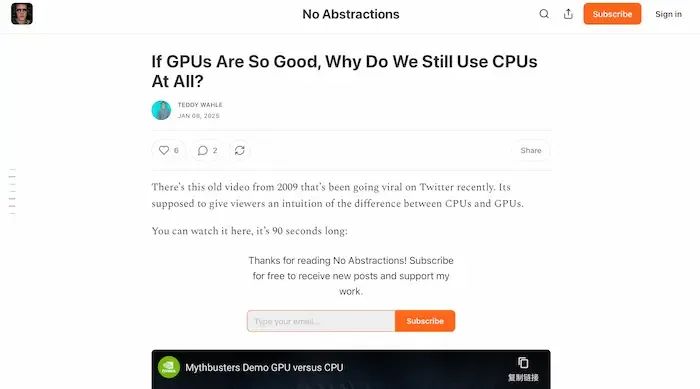 No Abstractions
Subscribe
Sign in
If GPUs Are So Good, Why Do We Still Use CPUs
At All?
TEDDY WAHLE
JAN 08, 2025
6
2
Share
There's this old video from 2009 that's been going viral on Twitter recently. Its
supposed to give viewers an intuition of the difference between CPUs and GPUs.
You can watch it here, it's 90 seconds long:
Thanks for reading No Abstractions! Subscribe
for free to receive new posts and support my
work.
Type your email...
Subscribe
Mythbusters Demo GPU versus CPU
复制链接